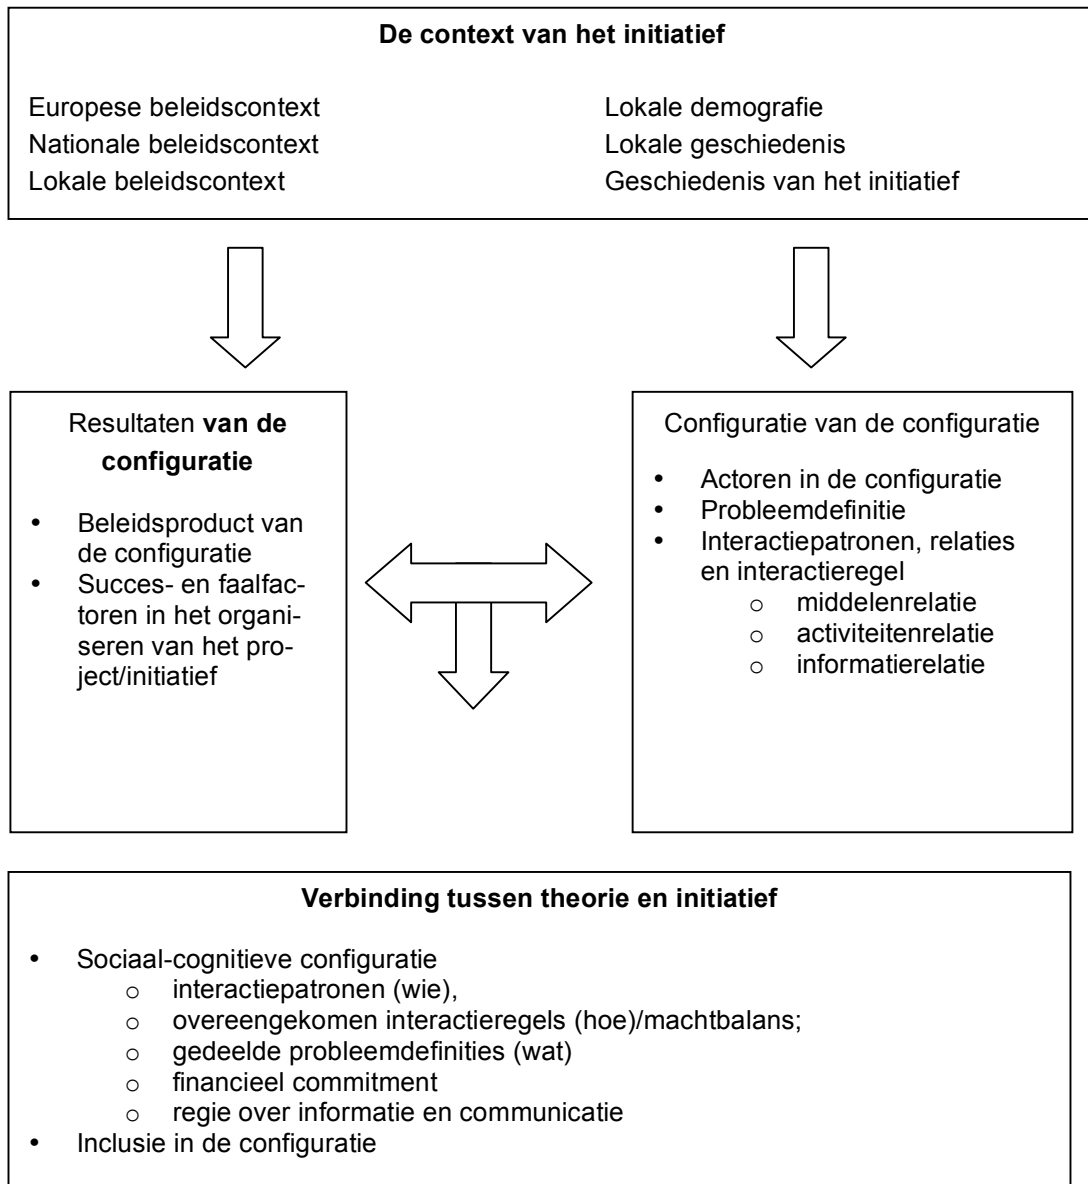 De context van het initiatief
Europese beleidscontext
Nationale beleidscontext
Lokale beleidscontext
Lokale demografie
Lokale geschiedenis
Geschiedenis van het initiatief
Resultaten van de
configuratie
• Beleidsproduct van
de configuratie
• Succes- en faalfac-
toren in het organi-
seren van het pro-
ject/initiatief
Configuratie van de configuratie
• Actoren in de configuratie
• Probleemdefinitie
• Interactiepatronen, relaties
en interactieregel
o middelenrelatie
o activiteitenrelatie
o informatierelatie
Verbinding tussen theorie en initiatief
• Sociaal-cognitieve configuratie
o interactiepatronen (wie),
o overeengekomen interactieregels (hoe)/machtbalans;
o gedeelde probleemdefinities (wat)
o financieel commitment
o regie over informatie en communicatie
• Inclusie in de configuratie